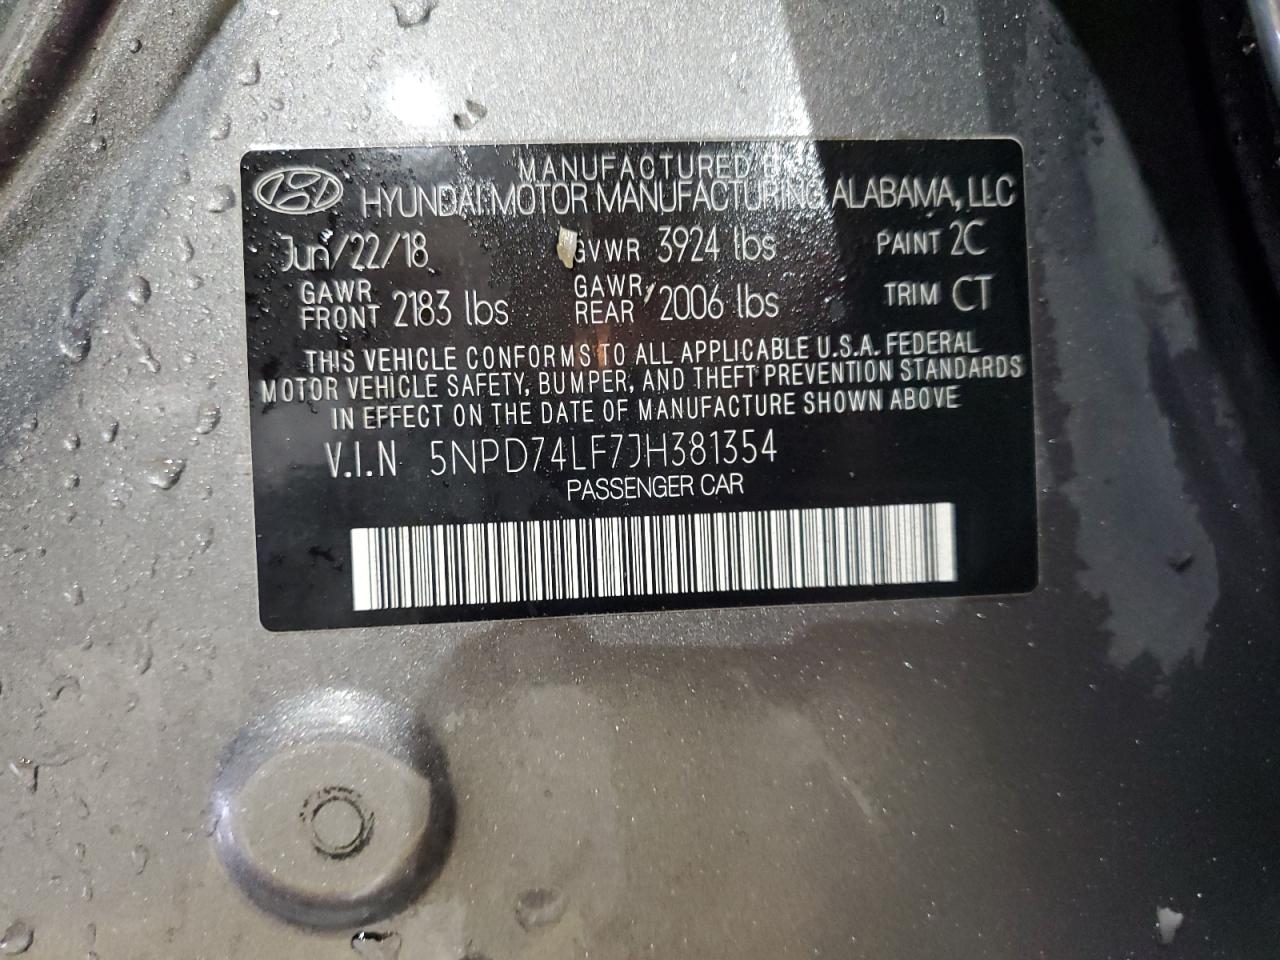 MANUFACTURED BY
HYUNDAI MOTOR MANUFACTURING ALABAMA, LLC
Jun/22/18 GVWR 3924 lbs PAINT 2C
GAWR FRONT 2183 lbs GAWR REAR 2006 lbs TRIM CT
THIS VEHICLE CONFORMS TO ALL APPLICABLE U.S.A. FEDERAL
MOTOR VEHICLE SAFETY, BUMPER, AND THEFT PREVENTION STANDARDS
IN EFFECT ON THE DATE OF MANUFACTURE SHOWN ABOVE
V.I.N 5NPD74LF7JH381354
PASSENGER CAR